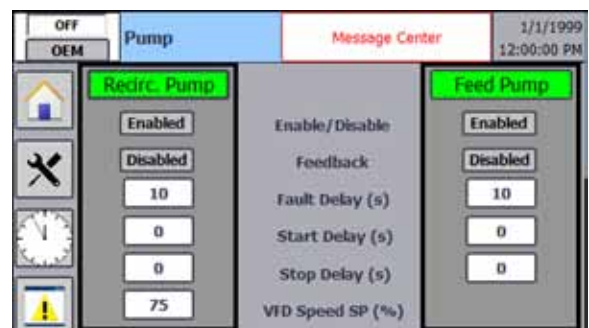 OFF
OEM
Pump
Message Center
1/1/1999
12:00:00 PM
Recirc. Pump
Feed Pump
Enabled
Enable/Disable
Enabled
Disabled
Feedback
Disabled
10
Fault Delay (s)
10
0
Start Delay (s)
0
0
Stop Delay (s)
0
75
VFD Speed SP (%)